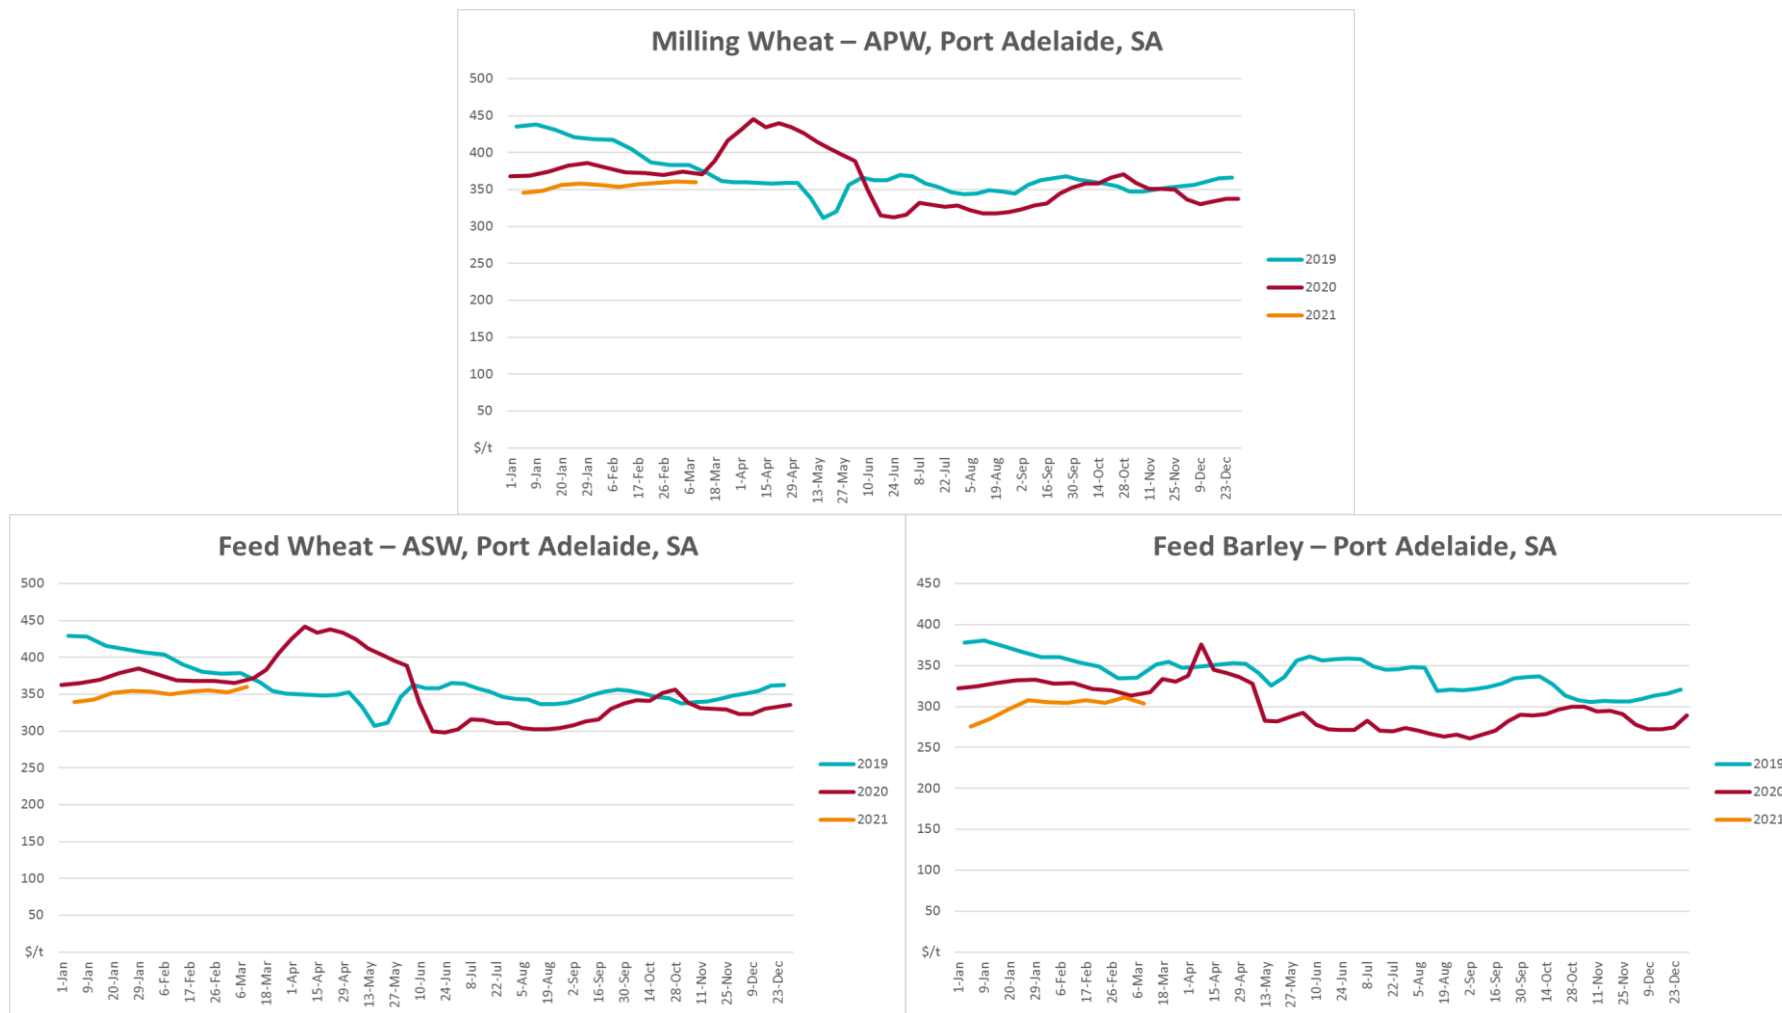 Milling Wheat – APW, Port Adelaide, SA
500
450
400
350
300
250
200
150
100
50
$/t
1-Jan
9-Jan
20-Jan
29-Jan
6-Feb
17-Feb
26-Feb
6-Mar
18-Mar
1-Apr
15-Apr
29-Apr
13-May
27-May
10-Jun
24-Jun
8-Jul
22-Jul
5-Aug
19-Aug
2-Sep
16-Sep
30-Sep
14-Oct
28-Oct
11-Nov
25-Nov
9-Dec
23-Dec
2019
2020
2021
Feed Wheat – ASW, Port Adelaide, SA
500
450
400
350
300
250
200
150
100
50
$/t
1-Jan
9-Jan
20-Jan
29-Jan
6-Feb
17-Feb
26-Feb
6-Mar
18-Mar
1-Apr
15-Apr
29-Apr
13-May
27-May
10-Jun
24-Jun
8-Jul
22-Jul
5-Aug
19-Aug
2-Sep
16-Sep
30-Sep
14-Oct
28-Oct
11-Nov
25-Nov
9-Dec
23-Dec
2019
2020
2021
Feed Barley – Port Adelaide, SA
450
400
350
300
250
200
150
100
50
$/t
1-Jan
9-Jan
20-Jan
29-Jan
6-Feb
17-Feb
26-Feb
6-Mar
18-Mar
1-Apr
15-Apr
29-Apr
13-May
27-May
10-Jun
24-Jun
8-Jul
22-Jul
5-Aug
19-Aug
2-Sep
16-Sep
30-Sep
14-Oct
28-Oct
11-Nov
25-Nov
9-Dec
23-Dec
2019
2020
2021